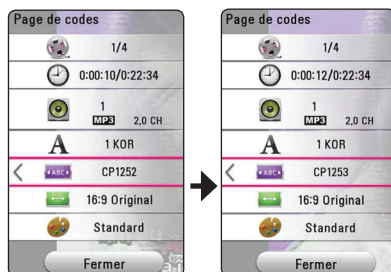 Page de codes
1/4
0:00:10/0:22:34
1
MP3 2,0 CH
A 1 KOR
ABC CP1252
16:9 Original
Standard
Fermer
Page de codes
1/4
0:00:12/0:22:34
1
MP3 2,0 CH
A 1 KOR
ABC CP1253
16:9 Original
Standard
Fermer